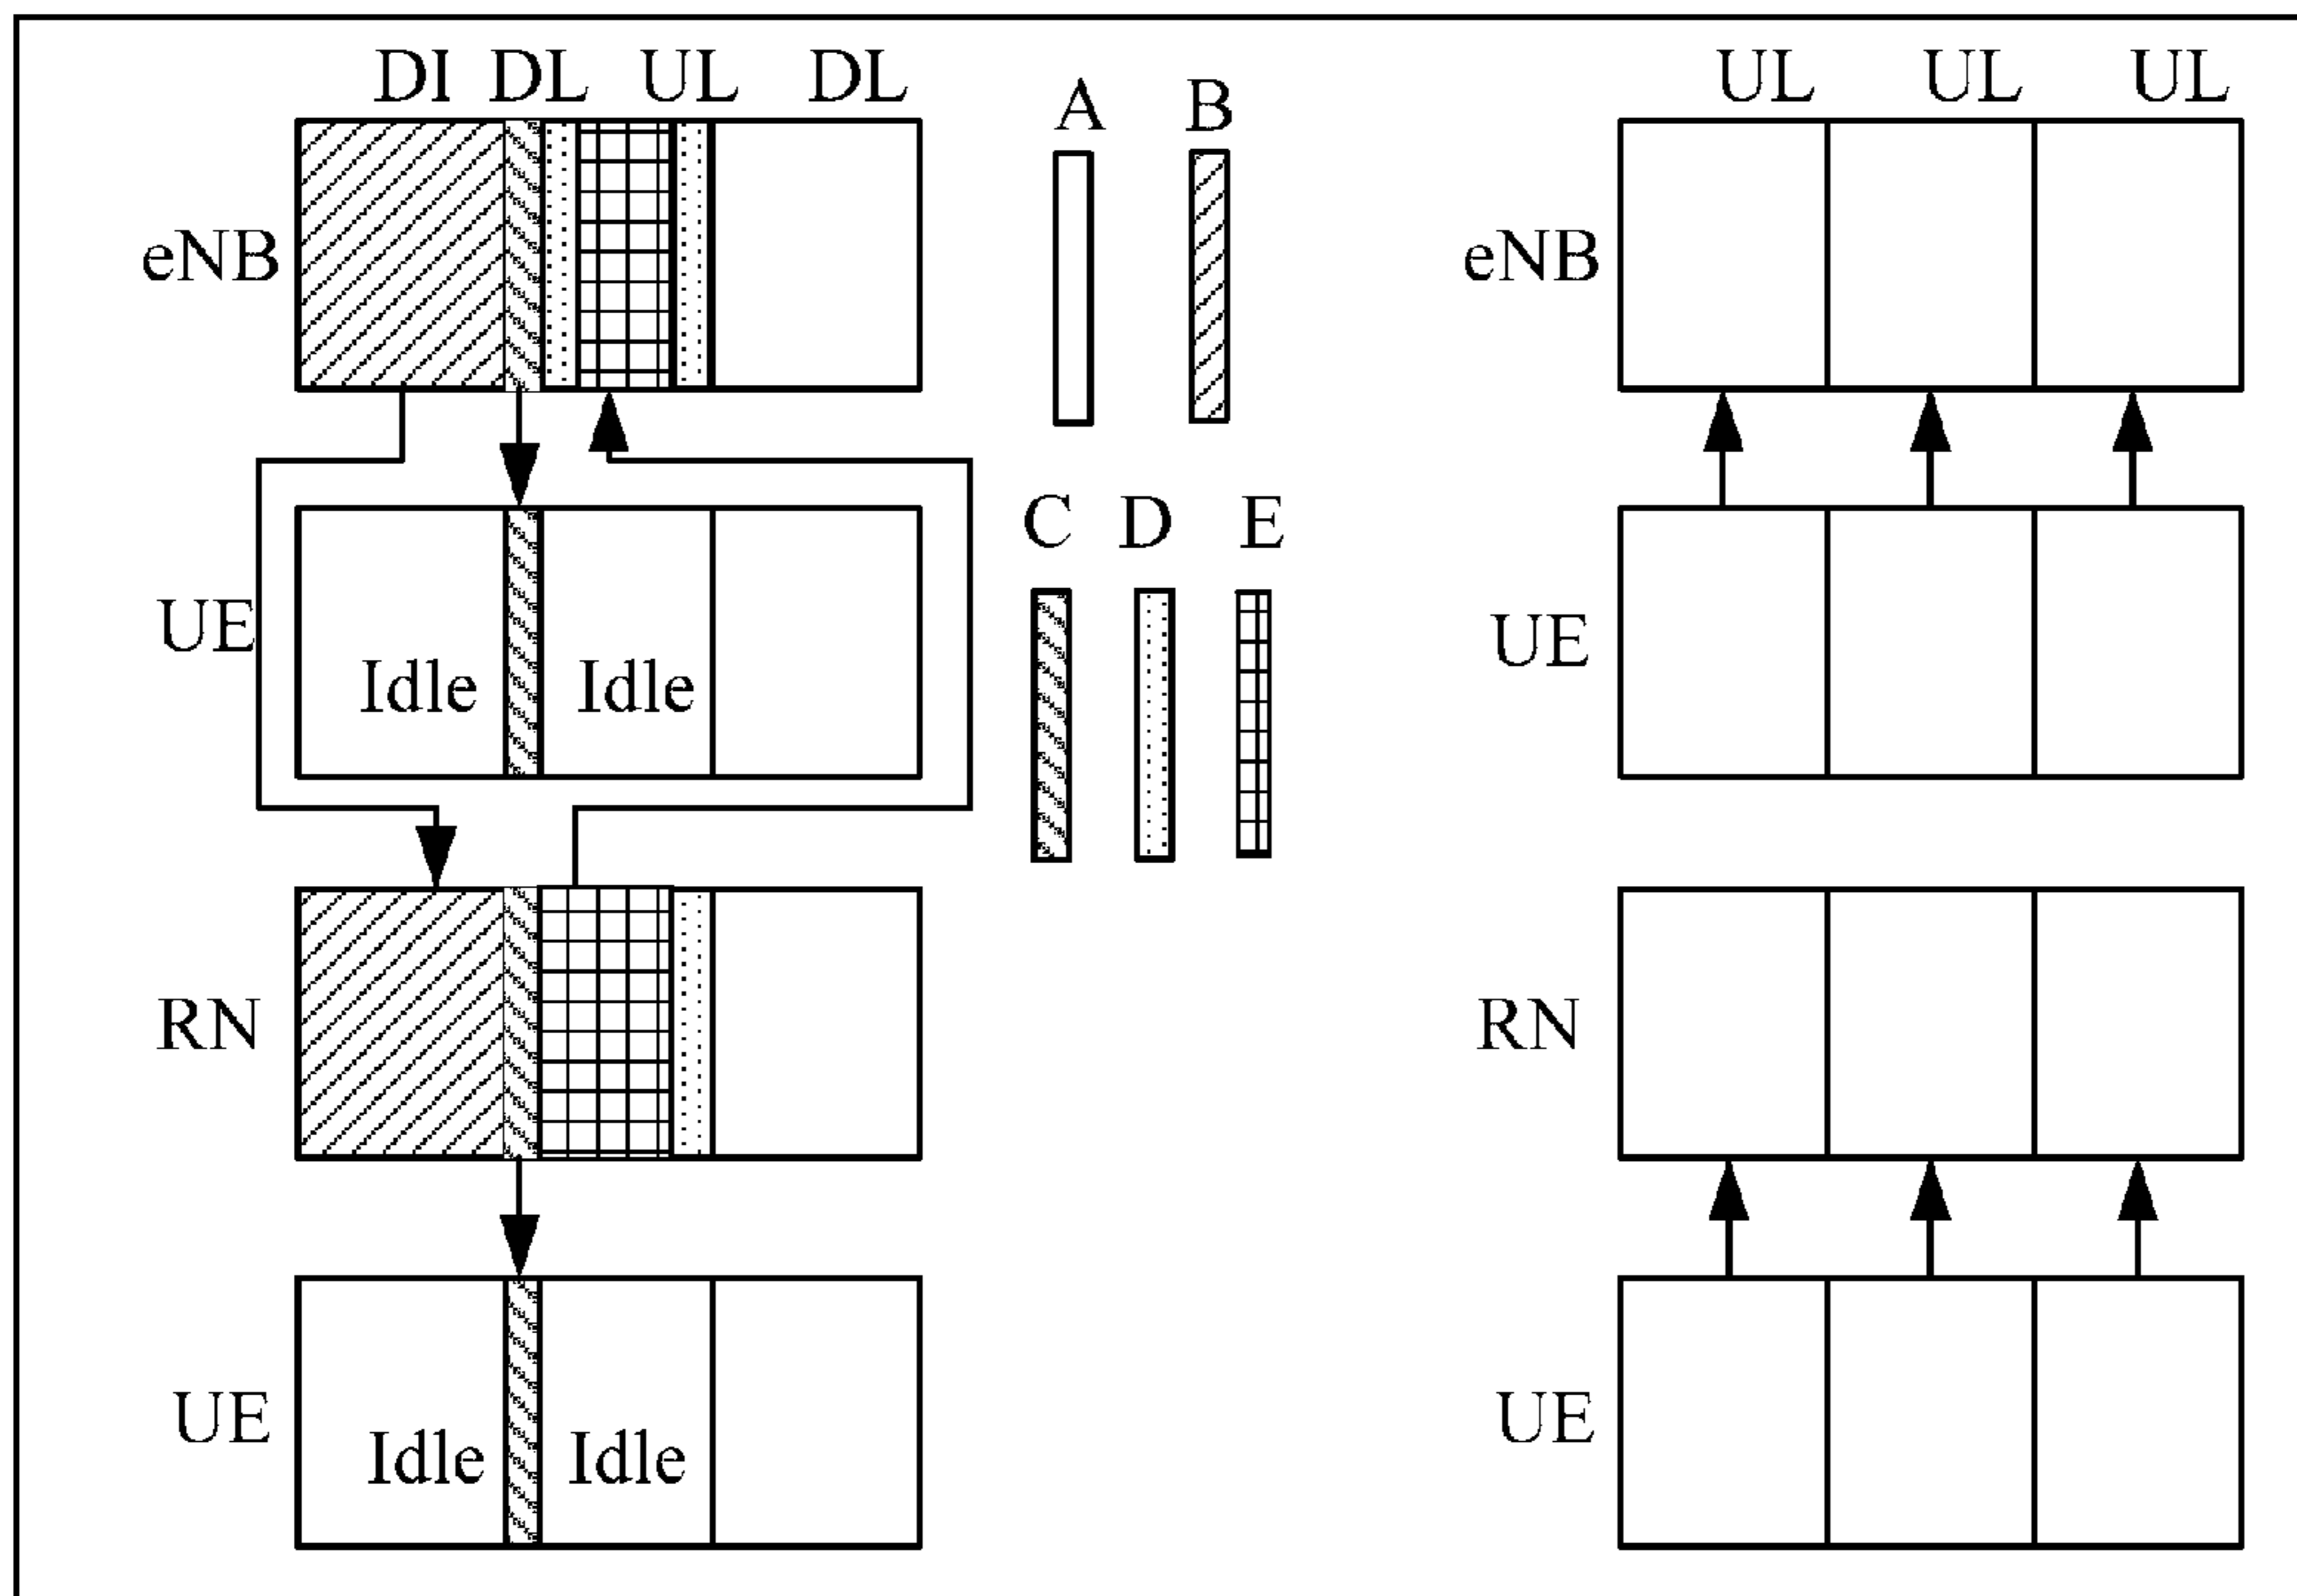 DI DL UL DL
A B
UL UL UL
eNB
eNB
C D E
UE
UE
Idle Idle
RN
RN
UE
UE
Idle Idle